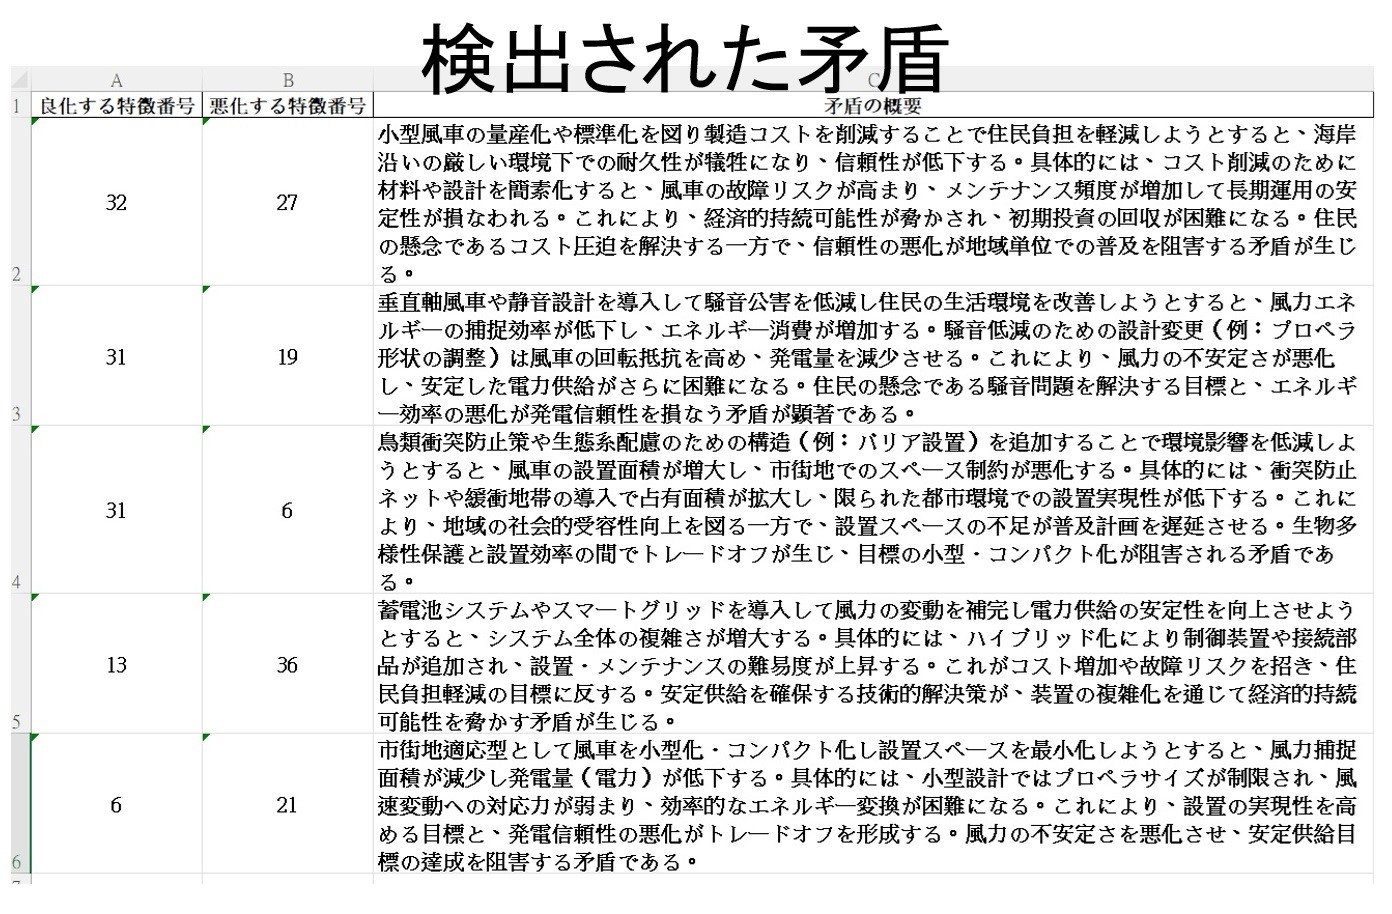 検出された矛盾
A B C
1 良化する特徴番号 悪化する特徴番号 矛盾の概要
小型風車の量産化や標準化を図り製造コストを削減することで住民負担を軽減しようとすると、海岸
沿いの厳しい環境下での耐久性が犠牲になり、信頼性が低下する。具体的には、コスト削減のために
材料や設計を簡素化すると、風車の故障リスクが高まり、メンテナンス頻度が増加して長期運用の安
32 27 定性が損なわれる。これにより、経済的持続可能性が脅かされ、初期投資の回収が困難になる。住民
の懸念であるコスト圧迫を解決する一方で、信頼性の悪化が地域単位での普及を阻害する矛盾が生じ
2 る。
垂直軸風車や静音設計を導入して騒音公害を低減し住民の生活環境を改善しようとすると、風力エネ
ルギーの捕捉効率が低下し、エネルギー消費が増加する。騒音低減のための設計変更（例：プロペラ
31 19 形状の調整）は風車の回転抵抗を高め、発電量を減少させる。これにより、風力の不安定さが悪化
し、安定した電力供給がさらに困難になる。住民の懸念である騒音問題を解決する目標と、エネルギ
3 ー効率の悪化が発電信頼性を損なう矛盾が顕著である。
鳥類衝突防止策や生態系配慮のための構造（例：バリア設置）を追加することで環境影響を低減しよ
うとすると、風車の設置面積が増大し、市街地でのスペース制約が悪化する。具体的には、衝突防止
ネットや緩衝地帯の導入で占有面積が拡大し、限られた都市環境での設置実現性が低下する。これに
31 6 より、地域の社会的受容性向上を図る一方で、設置スペースの不足が普及計画を遅延させる。生物多
様性保護と設置効率の間でトレードオフが生じ、目標の小型・コンパクト化が阻害される矛盾であ
4 る。
蓄電池システムやスマートグリッドを導入して風力の変動を補完し電力供給の安定性を向上させよう
とすると、システム全体の複雑さが増大する。具体的には、ハイブリッド化により制御装置や接続部
13 36 品が追加され、設置・メンテナンスの難易度が上昇する。これがコスト増加や故障リスクを招き、住
民負担軽減の目標に反する。安定供給を確保する技術的解決策が、装置の複雑化を通じて経済的持続
5 可能性を脅かす矛盾が生じる。
市街地適応型として風車を小型化・コンパクト化し設置スペースを最小化しようとすると、風力捕捉
面積が減少し発電量（電力）が低下する。具体的には、小型設計ではプロペラサイズが制限され、風
6 21 速変動への対応力が弱まり、効率的なエネルギー変換が困難になる。これにより、設置の実現性を高
める目標と、発電信頼性の悪化がトレードオフを形成する。風力の不安定さを悪化させ、安定供給目
6 標の達成を阻害する矛盾である。